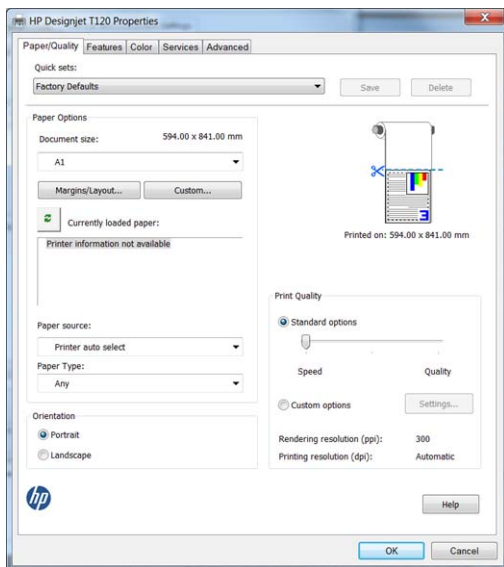 HP Designjet T120 Properties
Paper/Quality Features Color Services Advanced
Quick sets:
Factory Defaults
Save Delete
Paper Options
Document size: 594.00 x 841.00 mm
A1
Margins/Layout... Custom...
Currently loaded paper:
Printer information not available
Paper source:
Printer auto select
Paper Type:
Any
Orientation
Portrait
Landscape
3
Printed on: 594.00 x 841.00 mm
Print Quality
Standard options
Speed Quality
Custom options Settings...
Rendering resolution (ppi): 300
Printing resolution (dpi): Automatic
hp
Help
OK Cancel